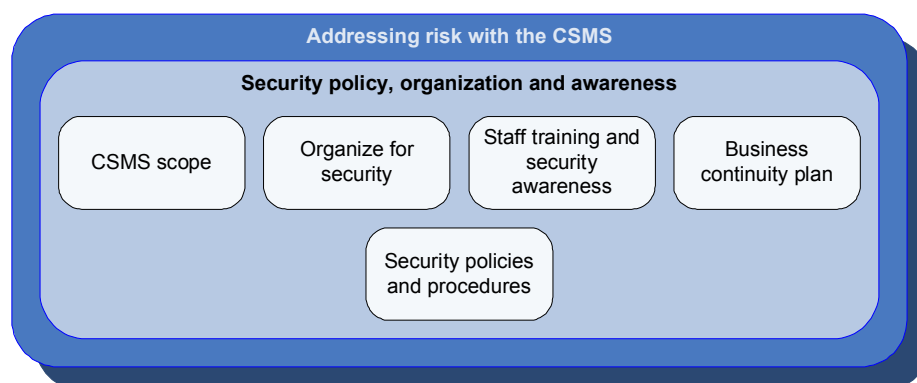 Addressing risk with the CSMS
Security policy, organization and awareness
CSMS scope
Organize for
security
Staff training and
security
awareness
Business
continuity plan
Security policies
and procedures